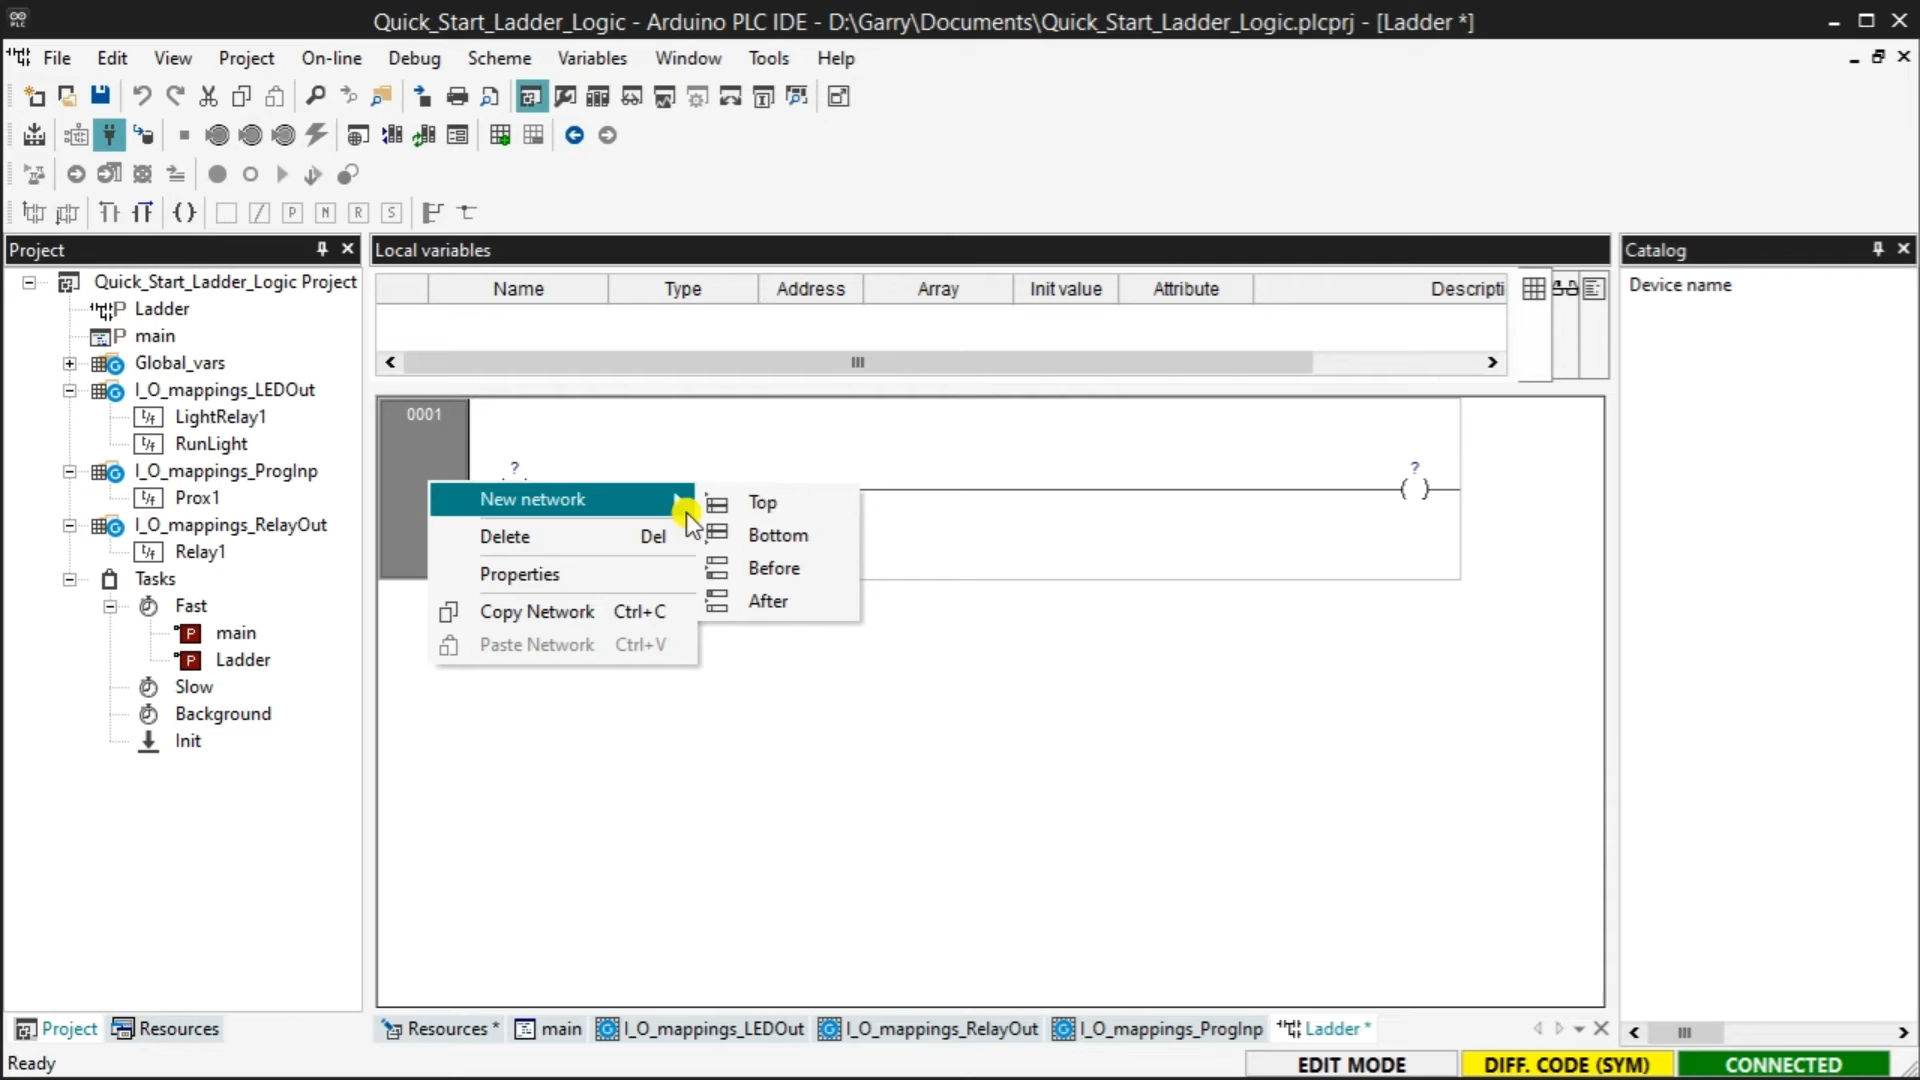 Quick_Start_Ladder_Logic - Arduino PLC IDE - D:\Garry\Documents\Quick_Start_Ladder_Logic.plcprj - [Ladder *]
File Edit View Project On-line Debug Scheme Variables Window Tools Help
P N R S
Project
Quick_Start_Ladder_Logic Project
P Ladder
P main
Global_vars
I_O_mappings_LEDOut
LightRelay1
RunLight
I_O_mappings_ProgInp
Prox1
I_O_mappings_RelayOut
Relay1
Tasks
Fast
P main
P Ladder
Slow
Background
Init
Project Resources
Local variables
Name Type Address Array Init value Attribute Descripti
0001
? ?
( )
New network
Delete Del
Properties
Copy Network Ctrl+C
Paste Network Ctrl+V
Top
Bottom
Before
After
Resources * main I_O_mappings_LEDOut I_O_mappings_RelayOut I_O_mappings_ProgInp Ladder *
Catalog
Device name
Ready
EDIT MODE DIFF. CODE (SYM) CONNECTED